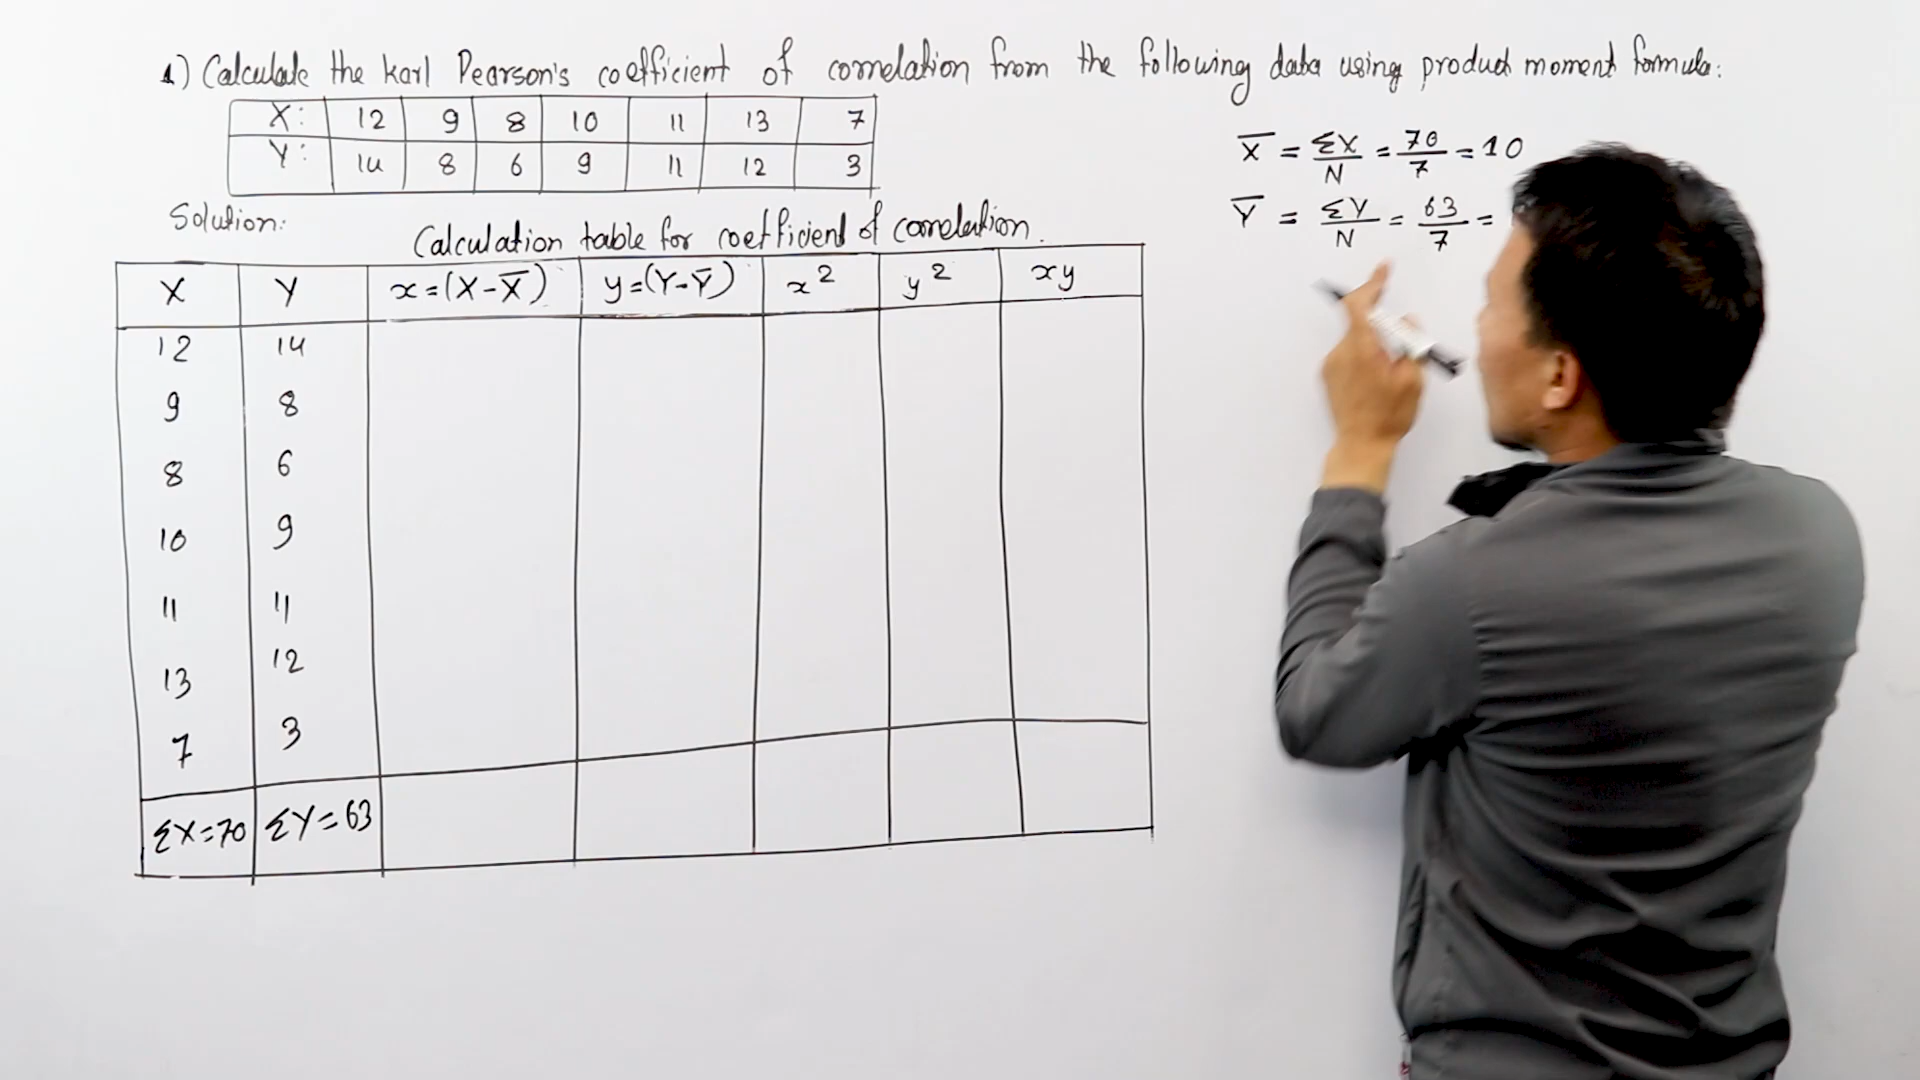 1) Calculate the Karl Pearson's coefficient of correlation from the following data using product moment formula:
X: 12 9 8 10 11 13 7
Y: 14 8 6 9 11 12 3
X̄ = ΣX/N = 70/7 = 10
Ȳ = ΣY/N = 63/7 =
Solution:
Calculation table for coefficient of correlation.
X Y x=(X-X̄) y=(Y-Ȳ) x² y² xy
12 14
9 8
8 6
10 9
11 11
13 12
7 3
ΣX=70 ΣY=63